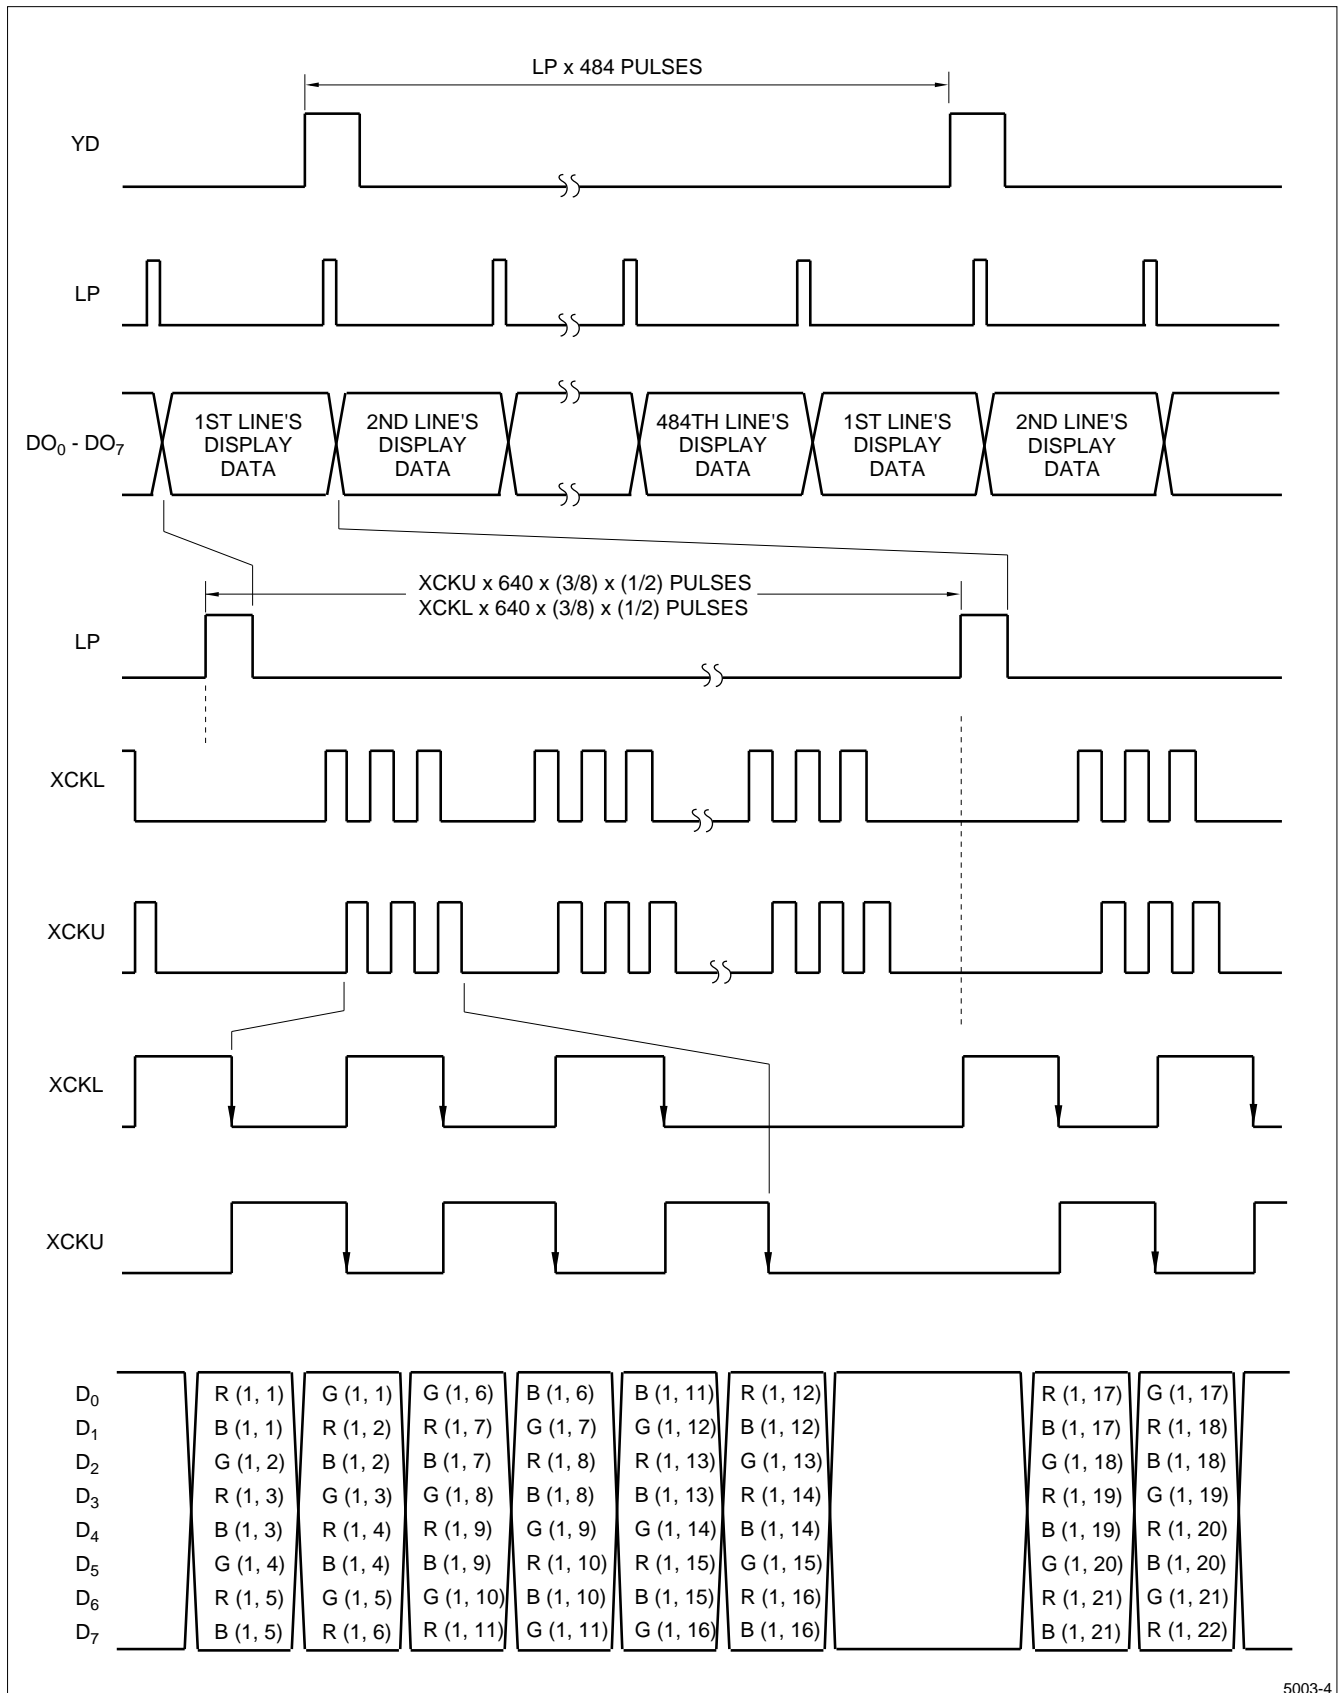 LP x 484 PULSES
YD
LP
DO0 - DO7
1ST LINE'S
DISPLAY
DATA
2ND LINE'S
DISPLAY
DATA
484TH LINE'S
DISPLAY
DATA
1ST LINE'S
DISPLAY
DATA
2ND LINE'S
DISPLAY
DATA
XCKU x 640 x (3/8) x (1/2) PULSES
XCKL x 640 x (3/8) x (1/2) PULSES
LP
XCKL
XCKU
XCKL
XCKU
D0 R (1, 1) G (1, 1) G (1, 6) B (1, 6) B (1, 11) R (1, 12) R (1, 17) G (1, 17)
D1 B (1, 1) R (1, 2) R (1, 7) G (1, 7) G (1, 12) B (1, 12) B (1, 17) R (1, 18)
D2 G (1, 2) B (1, 2) B (1, 7) R (1, 8) R (1, 13) G (1, 13) G (1, 18) B (1, 18)
D3 R (1, 3) G (1, 3) G (1, 8) B (1, 8) B (1, 13) R (1, 14) R (1, 19) G (1, 19)
D4 B (1, 3) R (1, 4) R (1, 9) G (1, 9) G (1, 14) B (1, 14) B (1, 19) R (1, 20)
D5 G (1, 4) B (1, 4) B (1, 9) R (1, 10) R (1, 15) G (1, 15) G (1, 20) B (1, 20)
D6 R (1, 5) G (1, 5) G (1, 10) B (1, 10) B (1, 15) R (1, 16) R (1, 21) G (1, 21)
D7 B (1, 5) R (1, 6) R (1, 11) G (1, 11) G (1, 16) B (1, 16) B (1, 21) R (1, 22)
5003-4